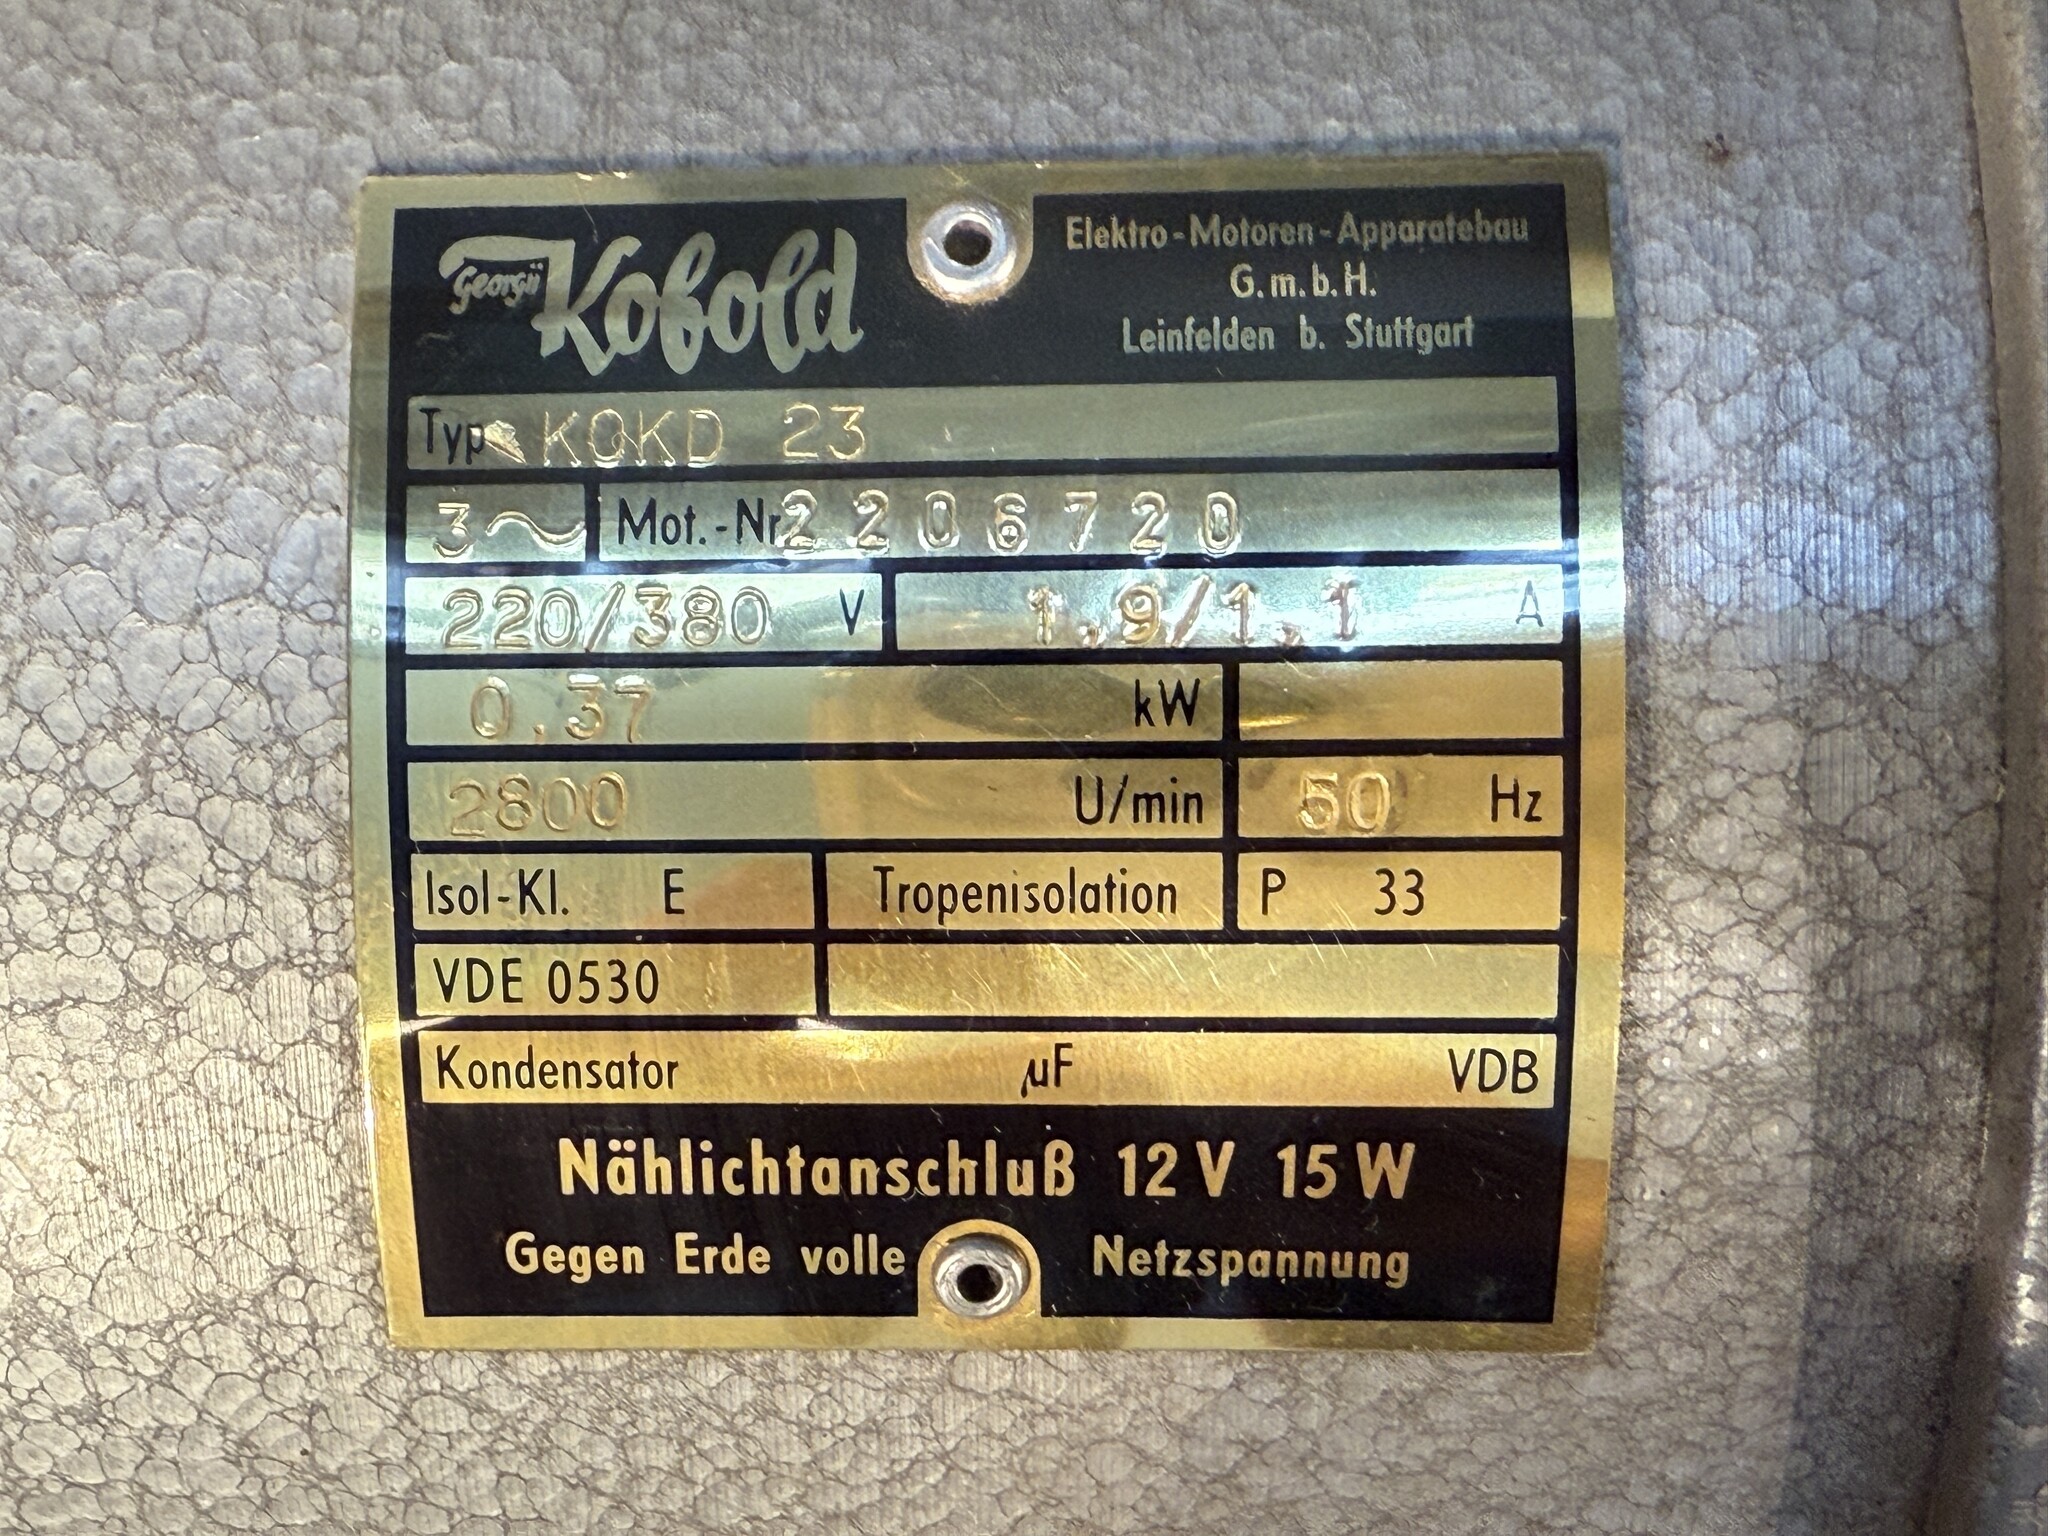 Georgii Kobold
Elektro-Motoren-Apparatebau
G.m.b.H.
Leinfelden b. Stuttgart
Typ KOKD 23
3~ Mot.-Nr. 2206720
220/380 V 1.9/1.1 A
0.37 kW
2800 U/min 50 Hz
Isol-Kl. E Tropenisolation P 33
VDE 0530
Kondensator µF VDB
Nählichtanschluß 12 V 15 W
Gegen Erde volle Netzspannung